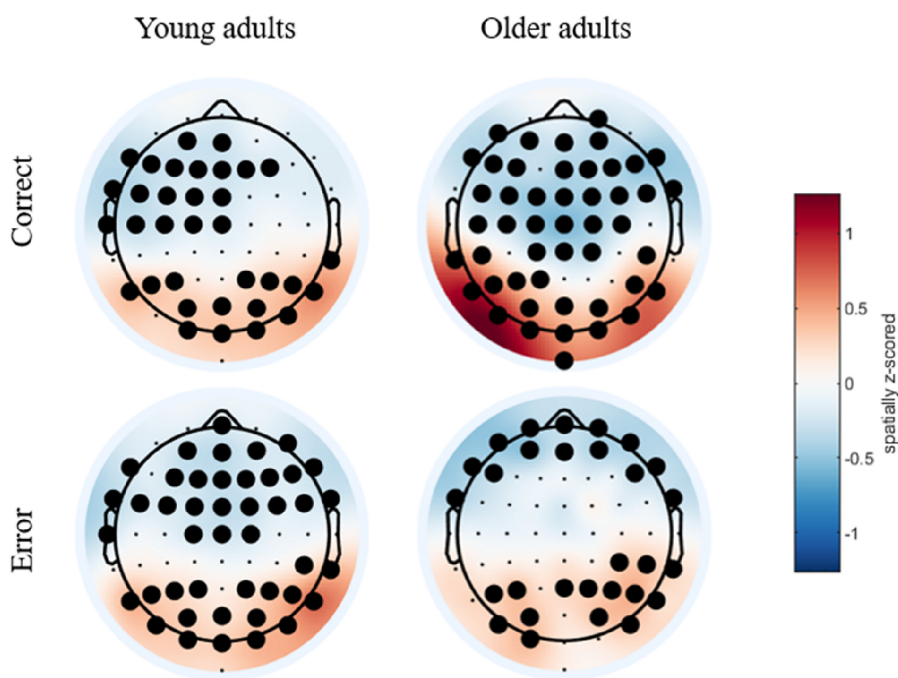 Young adults
Older adults
Correct
Error
1
0.5
0
-0.5
-1
spatially z-scored